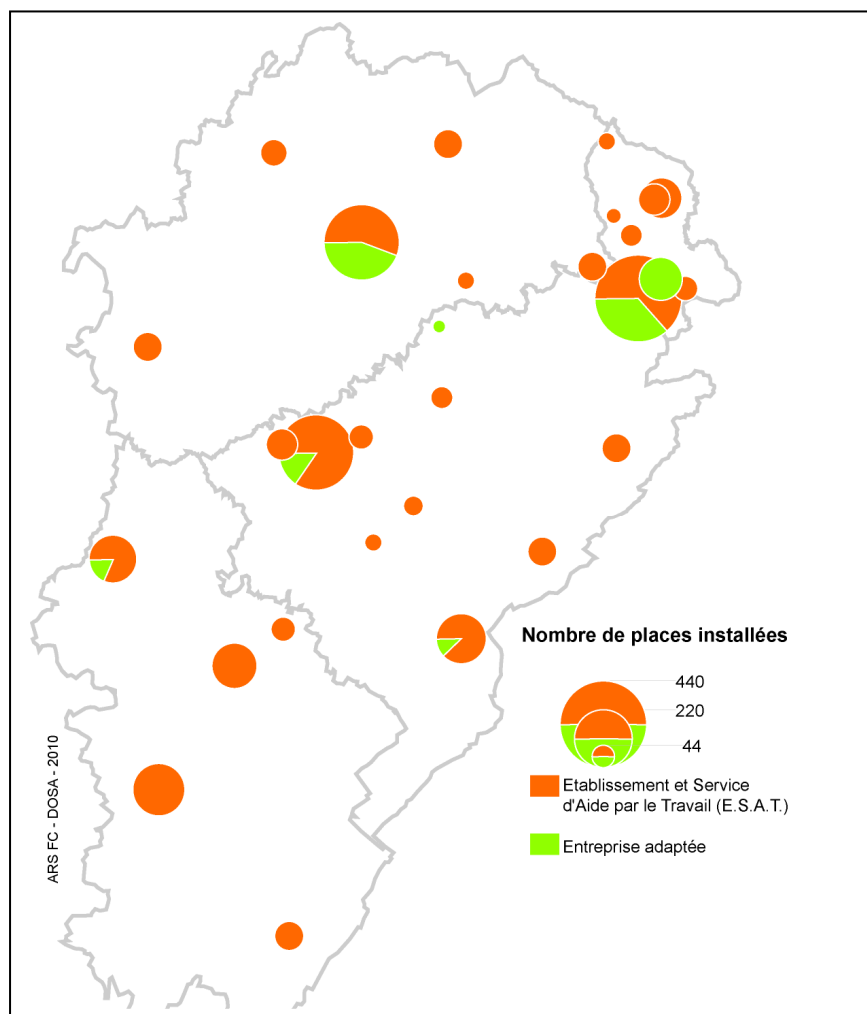 Nombre de places installées
440
220
44
Etablissement et Service
d'Aide par le Travail (E.S.A.T.)
Entreprise adaptée
ARS FC - DOSA - 2010